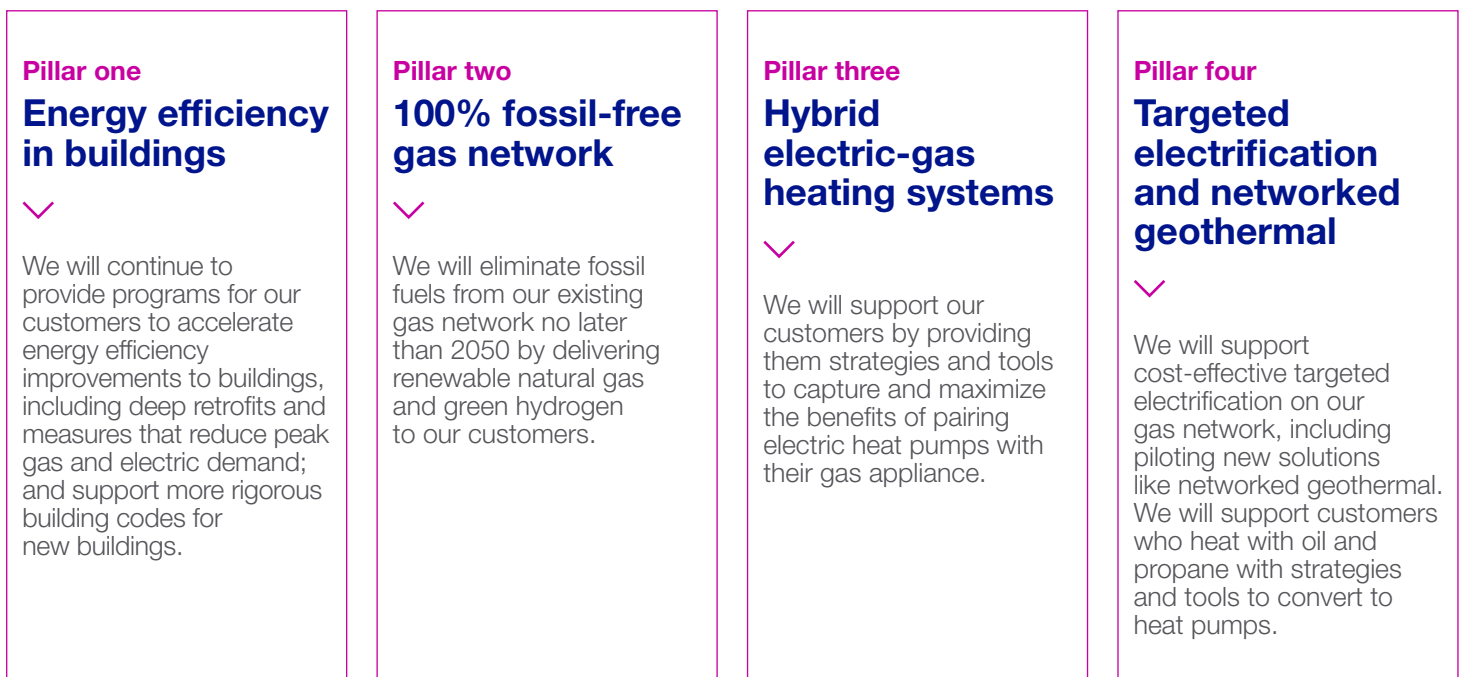 Pillar one
Energy efficiency
in buildings
We will continue to
provide programs for our
customers to accelerate
energy efficiency
improvements to buildings,
including deep retrofits and
measures that reduce peak
gas and electric demand;
and support more rigorous
building codes for
new buildings.
Pillar two
100% fossil-free
gas network
We will eliminate fossil
fuels from our existing
gas network no later
than 2050 by delivering
renewable natural gas
and green hydrogen
to our customers.
Pillar three
Hybrid
electric-gas
heating systems
We will support our
customers by providing
them strategies and tools
to capture and maximize
the benefits of pairing
electric heat pumps with
their gas appliance.
Pillar four
Targeted
electrification
and networked
geothermal
We will support
cost-effective targeted
electrification on our
gas network, including
piloting new solutions
like networked geothermal.
We will support customers
who heat with oil and
propane with strategies
and tools to convert to
heat pumps.